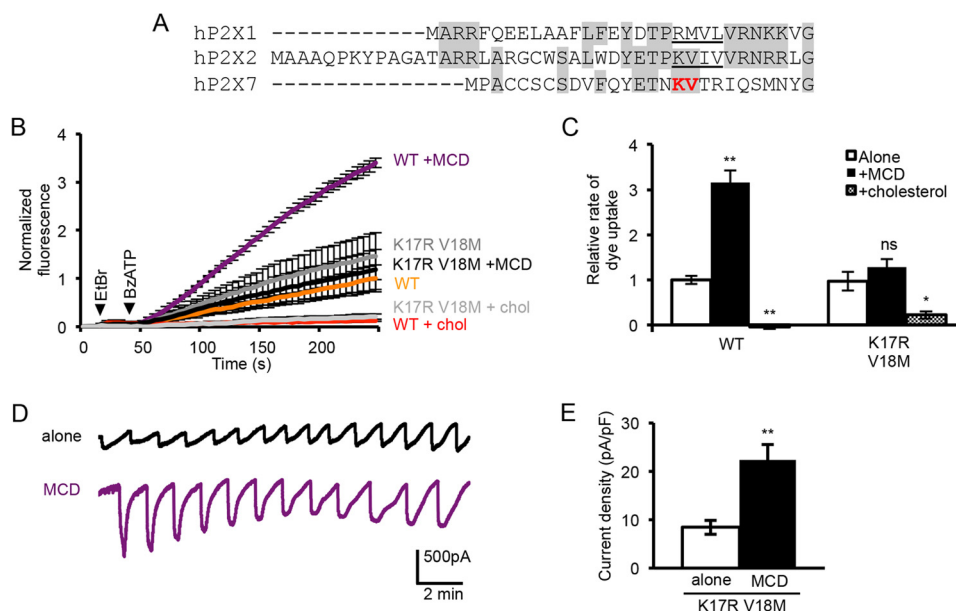 A
hP2X1 --------------MARRFQEELAAFLFEYDTPRMVLVRNKKVG
hP2X2 MAAAQPKYPAGATARRLARGCWSALWDYETPKVIVVRNRRLG
hP2X7 -----------------MPACCSCSDVFQYETNKVTRIQSMNYG
B
Normalized
fluorescence
4
3
2
1
0
EtBr
BzATP
WT +MCD
K17R V18M
K17R V18M +MCD
WT
K17R V18M + chol
WT + chol
0 50 100 150 200
Time (s)
C
Relative rate of
dye uptake
4
3
2
1
0
Alone
+MCD
+cholesterol
**
**
ns
*
WT
K17R
V18M
D
alone
MCD
500pA
2 min
E
Current density (pA/pF)
30
20
10
0
**
alone MCD
K17R V18M